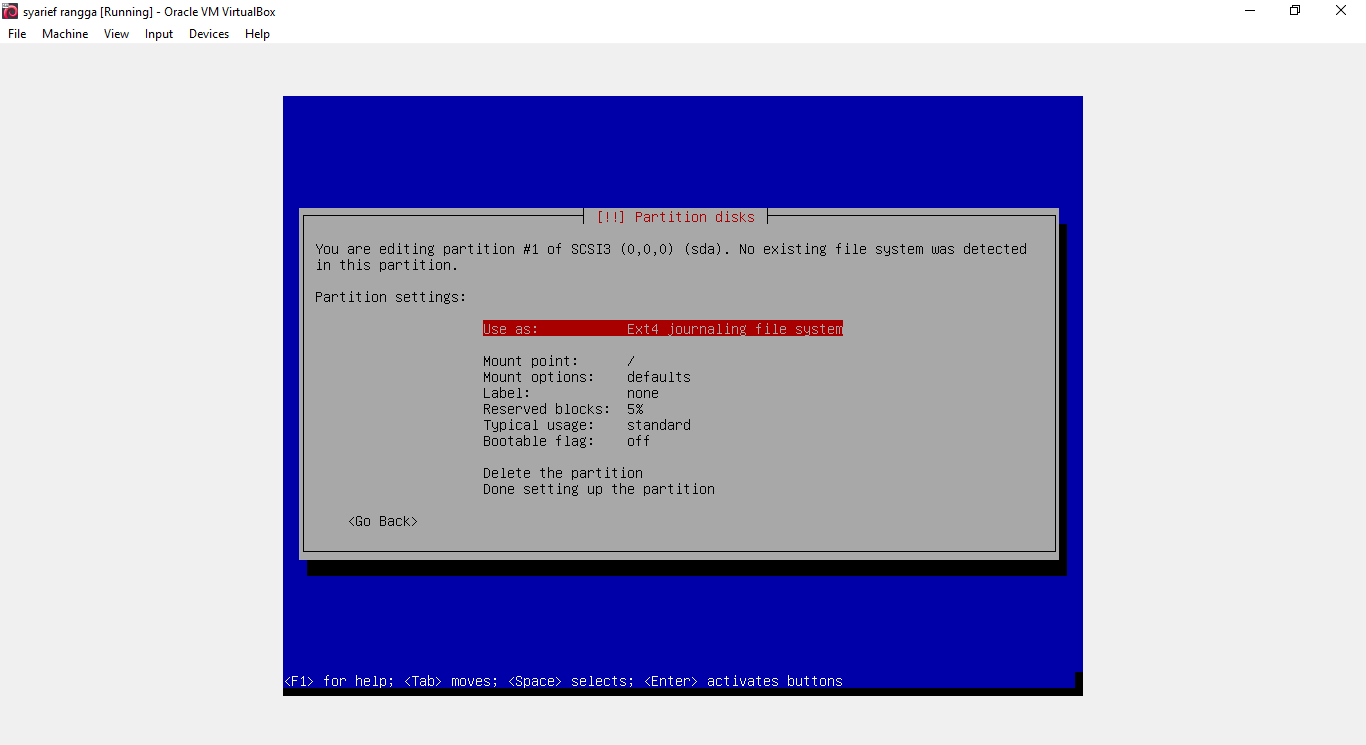 syarief rangga [Running] - Oracle VM VirtualBox
File Machine View Input Devices Help
[!!] Partition disks
You are editing partition #1 of SCSI3 (0,0,0) (sda). No existing file system was detected
in this partition.
Partition settings:
Use as: Ext4 journaling file system
Mount point: /
Mount options: defaults
Label: none
Reserved blocks: 5%
Typical usage: standard
Bootable flag: off
Delete the partition
Done setting up the partition
<Go Back>
<F1> for help; <Tab> moves; <Space> selects; <Enter> activates buttons